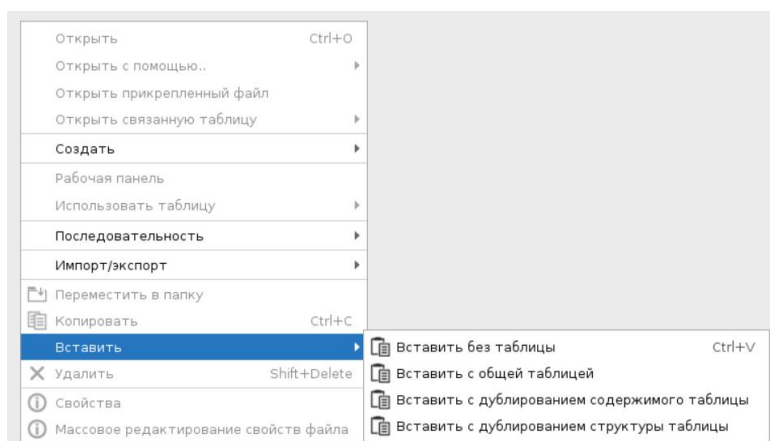 Открыть Ctrl+O
Открыть с помощью..
Открыть прикрепленный файл
Открыть связанную таблицу
Создать
Рабочая панель
Использовать таблицу
Последовательность
Импорт/экспорт
Переместить в папку
Копировать Ctrl+C
Вставить
Удалить Shift+Delete
Свойства
Массовое редактирование свойств файла
Вставить без таблицы Ctrl+V
Вставить с общей таблицей
Вставить с дублированием содержимого таблицы
Вставить с дублированием структуры таблицы